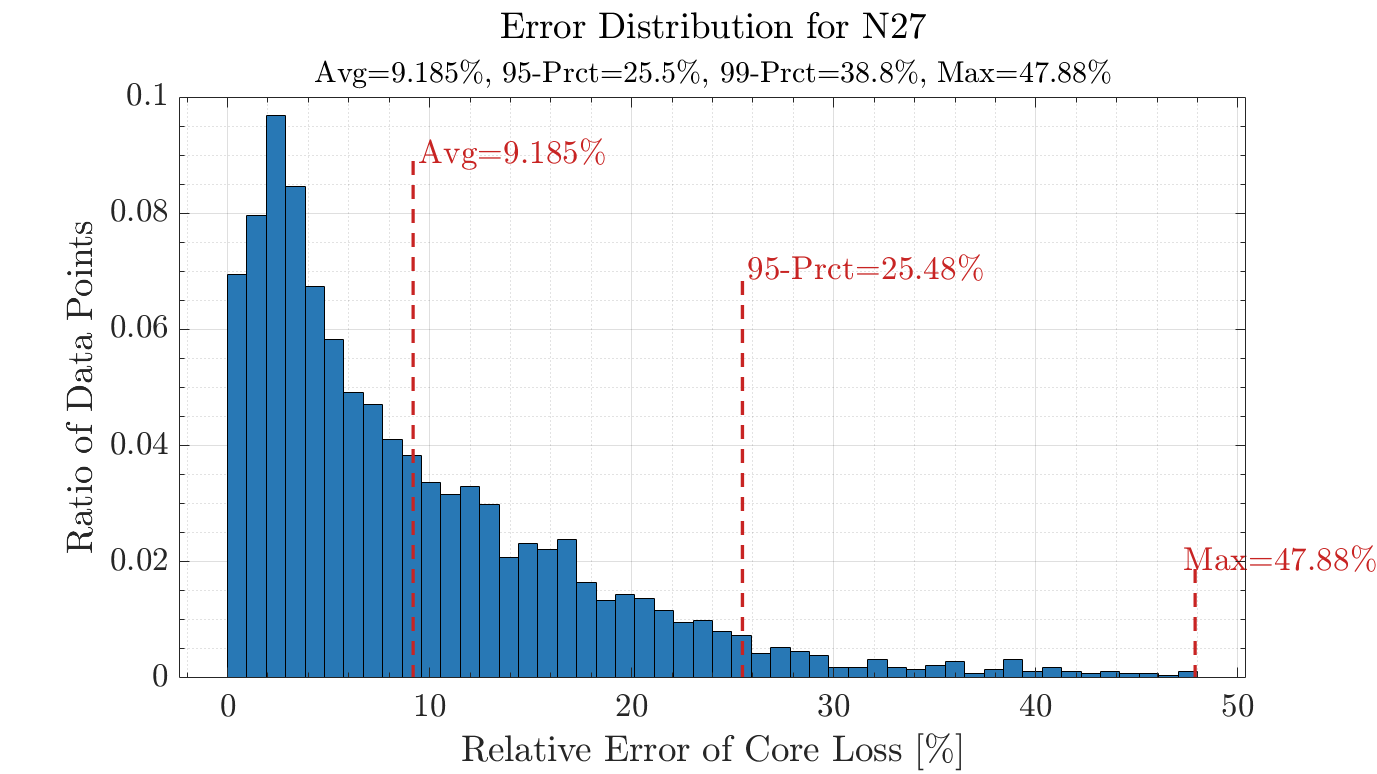 Error Distribution for N27
Avg=9.185%, 95-Prct=25.5%, 99-Prct=38.8%, Max=47.88%
0.1
0.08
0.06
0.04
0.02
0
Ratio of Data Points
Avg=9.185%
95-Prct=25.48%
Max=47.88%
0 10 20 30 40 50
Relative Error of Core Loss [%]